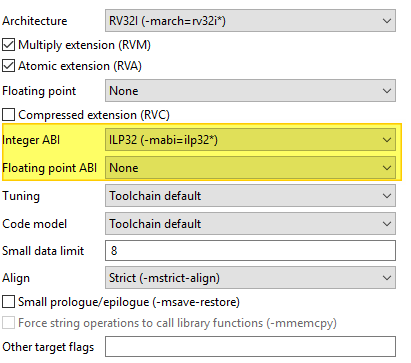 Architecture RV32I (-march=rv32i*)
Multiply extension (RVM)
Atomic extension (RVA)
Floating point None
Compressed extension (RVC)
Integer ABI ILP32 (-mabi=ilp32*)
Floating point ABI None
Tuning Toolchain default
Code model Toolchain default
Small data limit 8
Align Strict (-mstrict-align)
Small prologue/epilogue (-msave-restore)
Force string operations to call library functions (-mmemcpy)
Other target flags